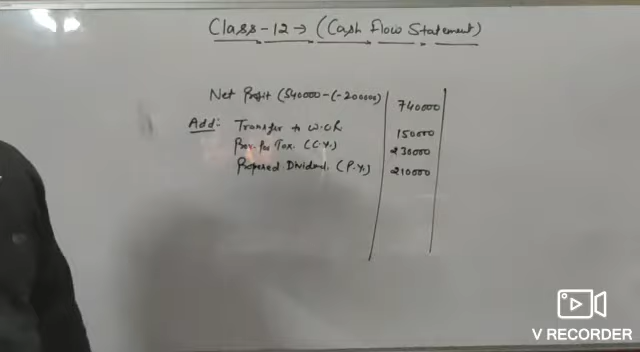 Class-12 → (Cash Flow Statement)
Net Profit (540000-(-200000) 740000
Add: Transfer to W.C.R 150000
Prov. for Tax. (C.Y.) 230000
Proposed Dividend. (P.Y.) 210000
V RECORDER